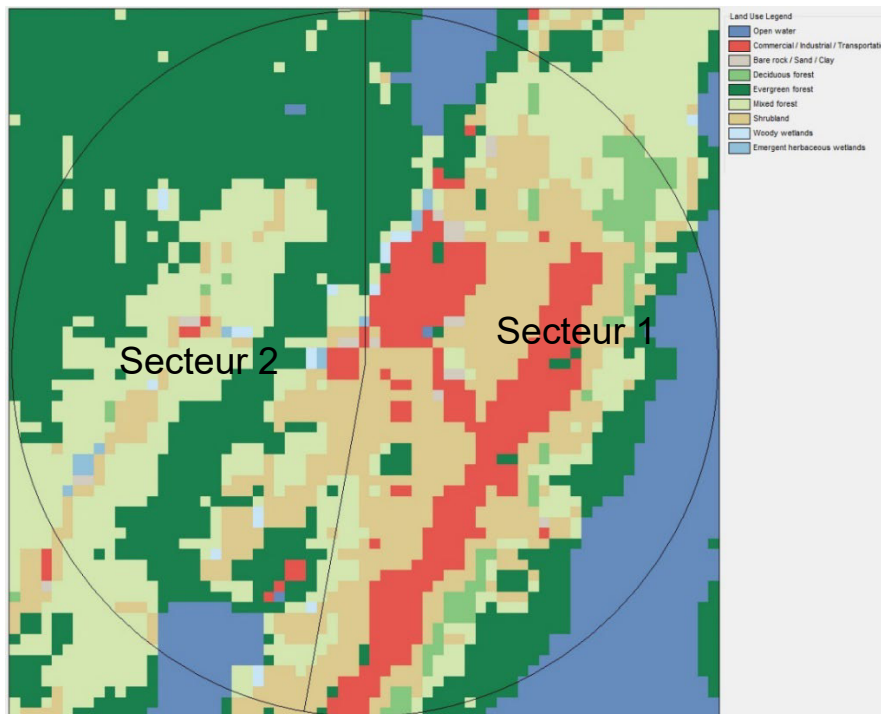 Land Use Legend
Open water
Commercial / Industrial / Transportati
Bare rock / Sand / Clay
Deciduous forest
Evergreen forest
Mixed forest
Shrubland
Woody wetlands
Emergent herbaceous wetlands
Secteur 1
Secteur 2